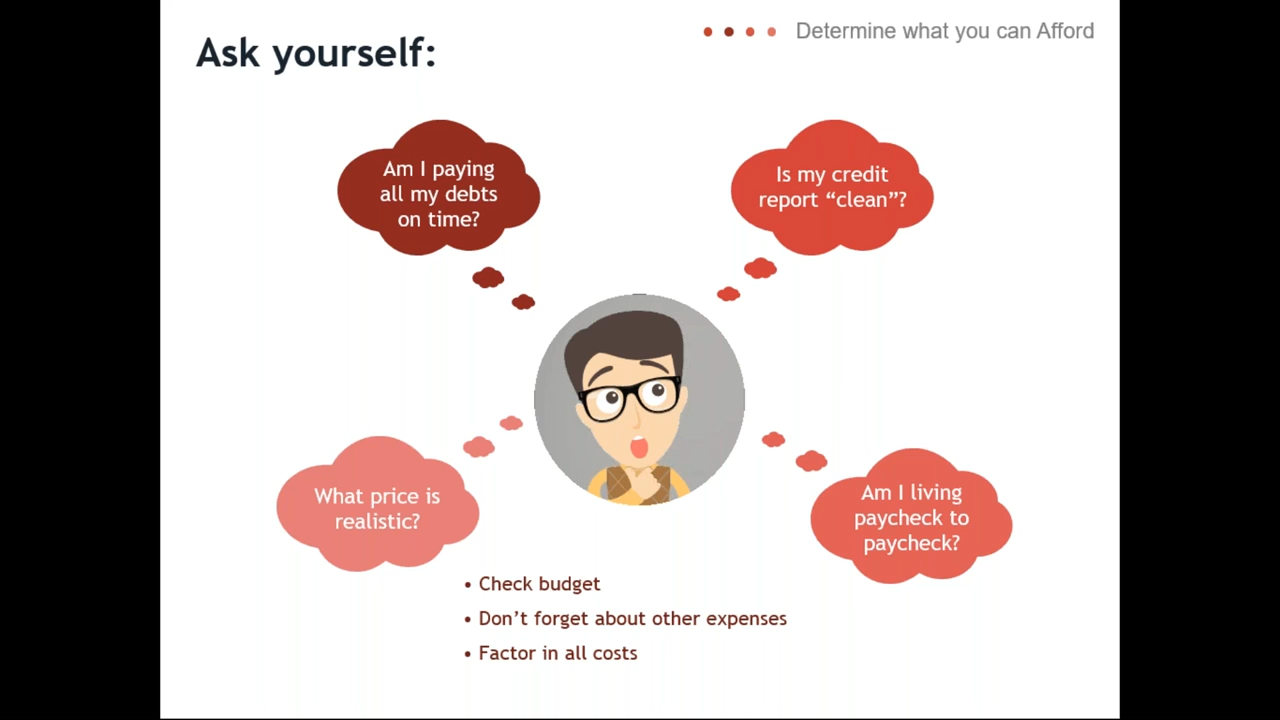 Determine what you can Afford
Ask yourself:
Am I paying
all my debts
on time?
Is my credit
report “clean”?
What price is
realistic?
Am I living
paycheck to
paycheck?
• Check budget
• Don’t forget about other expenses
• Factor in all costs